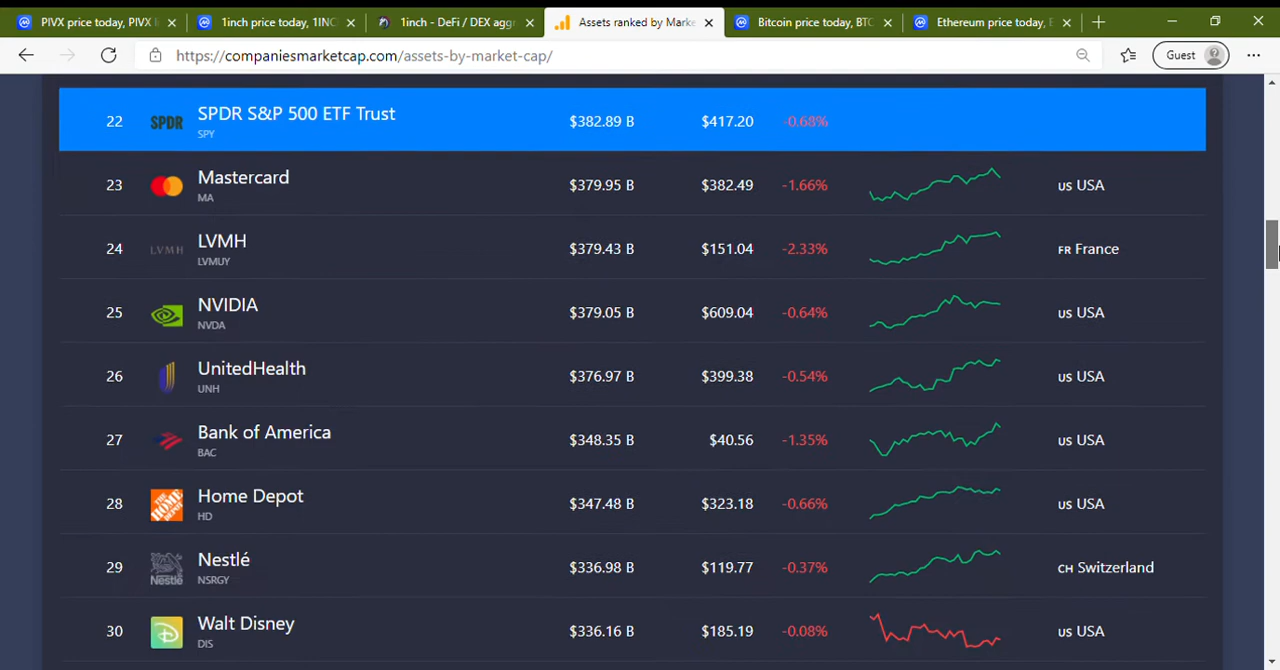 PIVX price today, PIVX l
1inch price today, 1INC
1inch - DeFi / DEX aggr
Assets ranked by Marke
Bitcoin price today, BTC
Ethereum price today, E
https://companiesmarketcap.com/assets-by-market-cap/
Guest
22 SPDR SPDR S&P 500 ETF Trust $382.89 B $417.20 -0.68%
SPY
23 Mastercard $379.95 B $382.49 -1.66% us USA
MA
24 LVMH LVMH $379.43 B $151.04 -2.33% FR France
LVMUY
25 NVIDIA $379.05 B $609.04 -0.64% us USA
NVDA
26 UnitedHealth $376.97 B $399.38 -0.54% us USA
UNH
27 Bank of America $348.35 B $40.56 -1.35% us USA
BAC
28 THE HOME DEPOT Home Depot $347.48 B $323.18 -0.66% us USA
HD
29 Nestlé Nestlé $336.98 B $119.77 -0.37% CH Switzerland
NSRGY
30 Walt Disney $336.16 B $185.19 -0.08% us USA
DIS